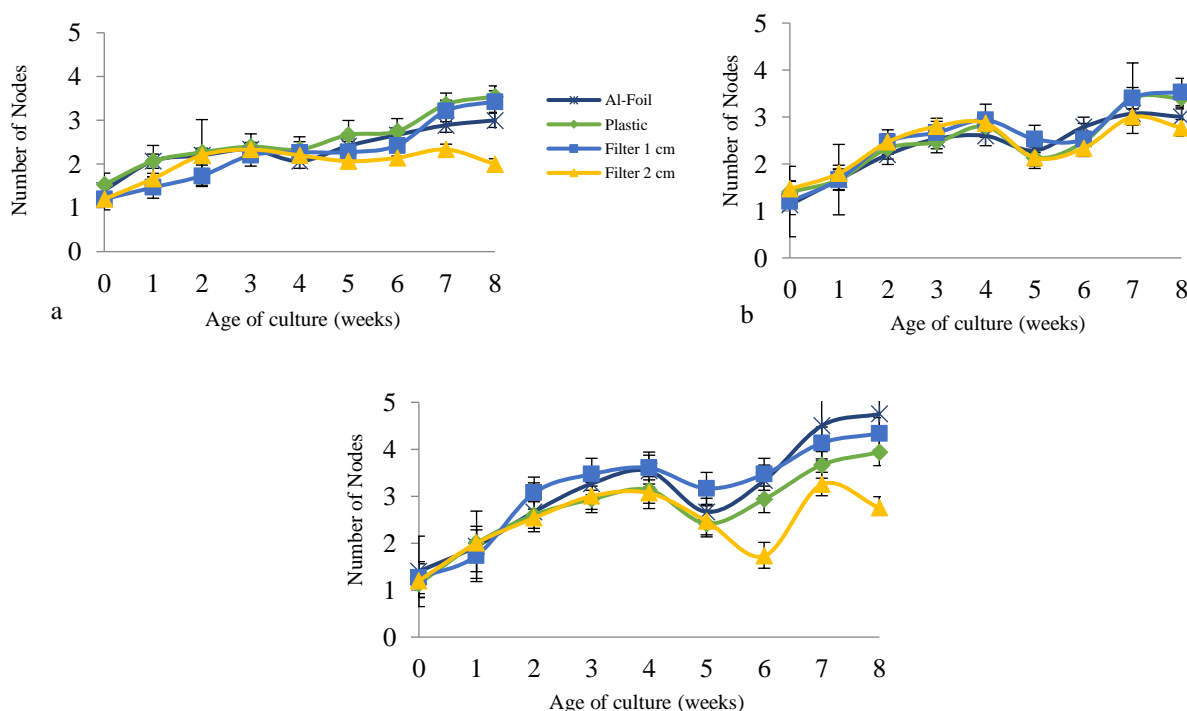 5
4
3
2
1
0
Number of Nodes
0 1 2 3 4 5 6 7 8
Age of culture (weeks)
a
Al-Foil
Plastic
Filter 1 cm
Filter 2 cm
5
4
3
2
1
0
Number of Nodes
0 1 2 3 4 5 6 7 8
Age of culture (weeks)
b
5
4
3
2
1
0
Number of Nodes
0 1 2 3 4 5 6 7 8
Age of culture (weeks)